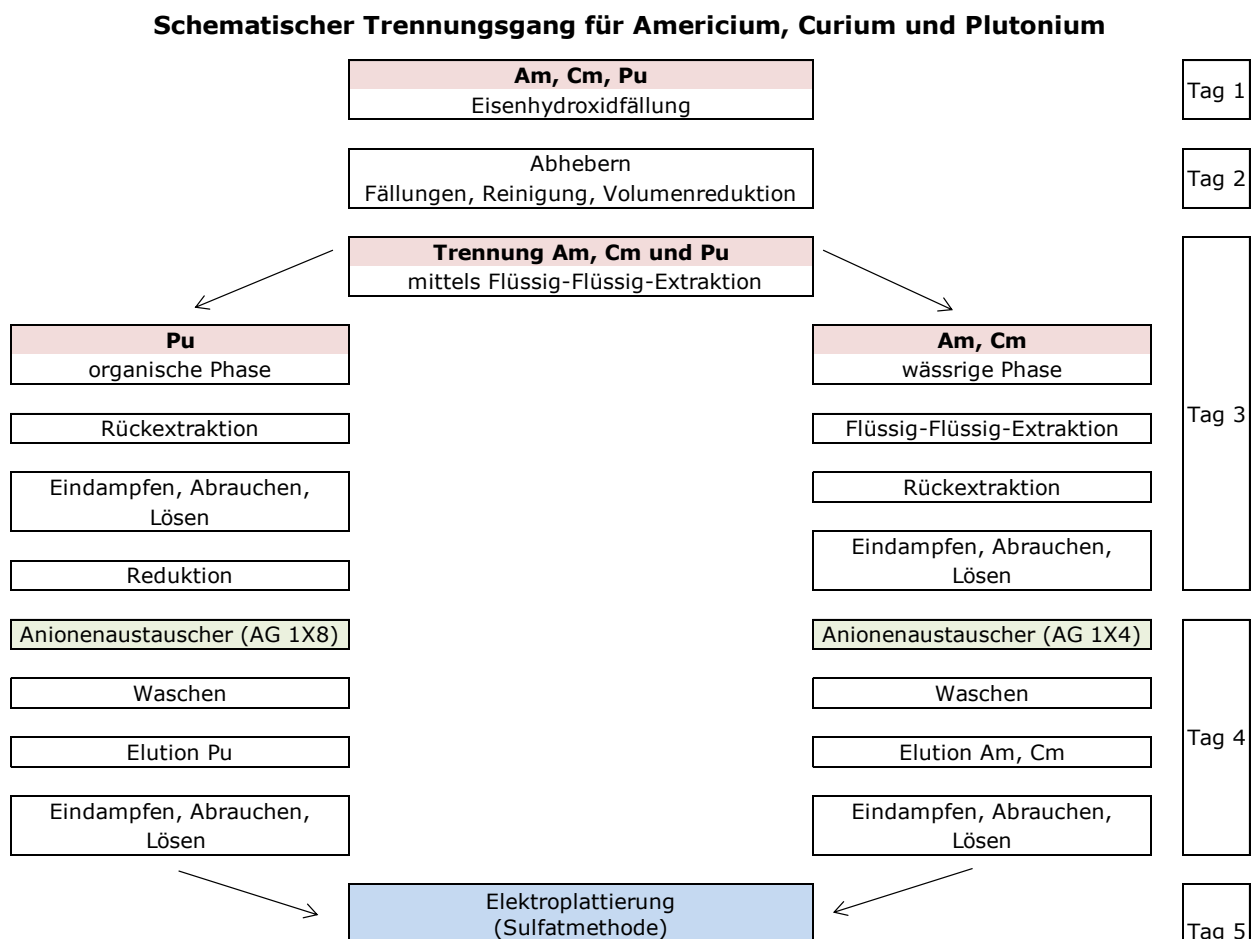 Schematischer Trennungsgang für Americium, Curium und Plutonium
Am, Cm, Pu
Eisenhydroxidfällung
Tag 1
Abhebern
Fällungen, Reinigung, Volumenreduktion
Tag 2
Trennung Am, Cm und Pu
mittels Flüssig-Flüssig-Extraktion
Tag 3
Pu
organische Phase
Rückextraktion
Eindampfen, Abrauchen,
Lösen
Reduktion
Am, Cm
wässrige Phase
Flüssig-Flüssig-Extraktion
Rückextraktion
Eindampfen, Abrauchen,
Lösen
Anionenaustauscher (AG 1X8)
Waschen
Elution Pu
Eindampfen, Abrauchen,
Lösen
Anionenaustauscher (AG 1X4)
Waschen
Elution Am, Cm
Eindampfen, Abrauchen,
Lösen
Tag 4
Elektroplattierung
(Sulfatmethode)
Tag 5